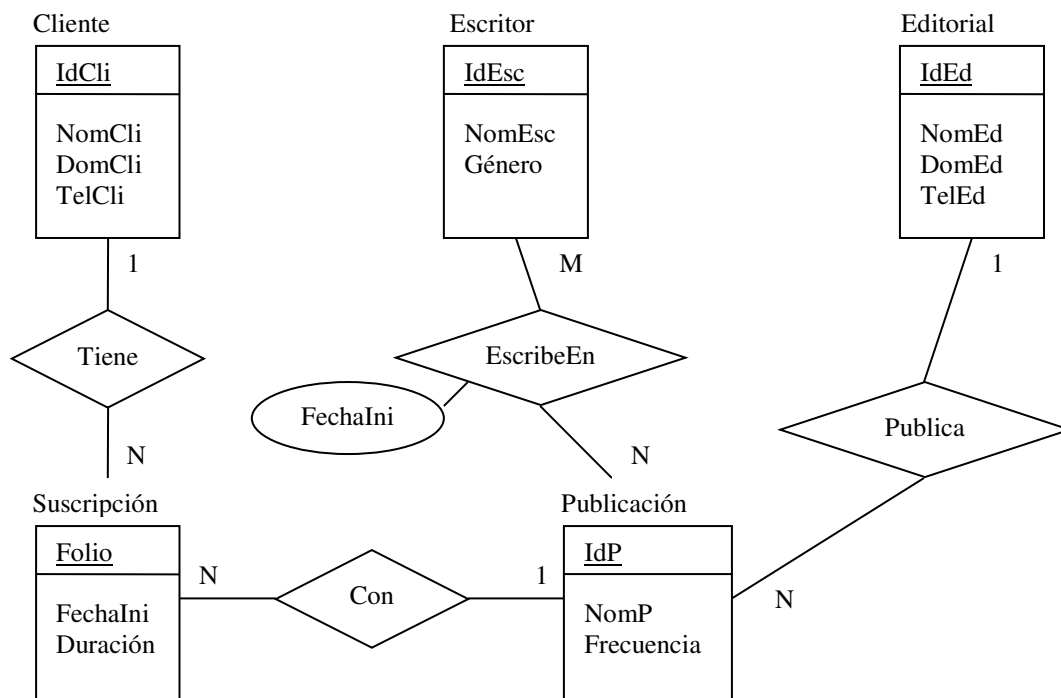 Cliente
Escritor
Editorial
IdCli
IdEsc
IdEd
NomCli
DomCli
TelCli
NomEsc
Género
NomEd
DomEd
TelEd
1
M
1
Tiene
EscribeEn
FechaIni
Publica
N
N
Suscripción
Publicación
Folio
IdP
N
Con
1
N
FechaIni
Duración
NomP
Frecuencia